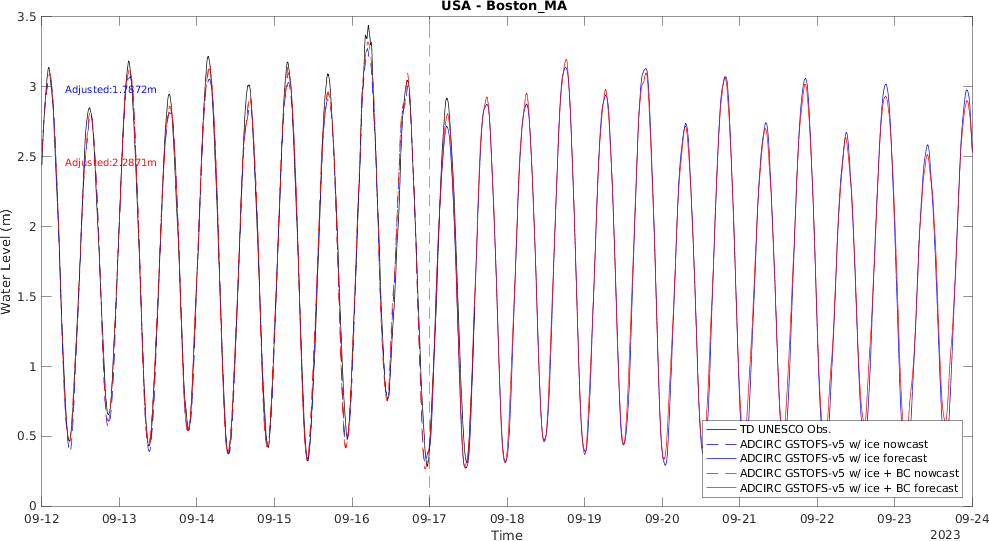 USA - Boston_MA
3.5
3
2.5
2
1.5
1
0.5
0
Water Level (m)
Adjusted:1.7872m
Adjusted:2.2871m
TD UNESCO Obs.
ADCIRC GSTOFS-v5 w/ ice nowcast
ADCIRC GSTOFS-v5 w/ ice forecast
ADCIRC GSTOFS-v5 w/ ice + BC nowcast
ADCIRC GSTOFS-v5 w/ ice + BC forecast
09-12 09-13 09-14 09-15 09-16 09-17 09-18 09-19 09-20 09-21 09-22 09-23 09-24
Time
2023